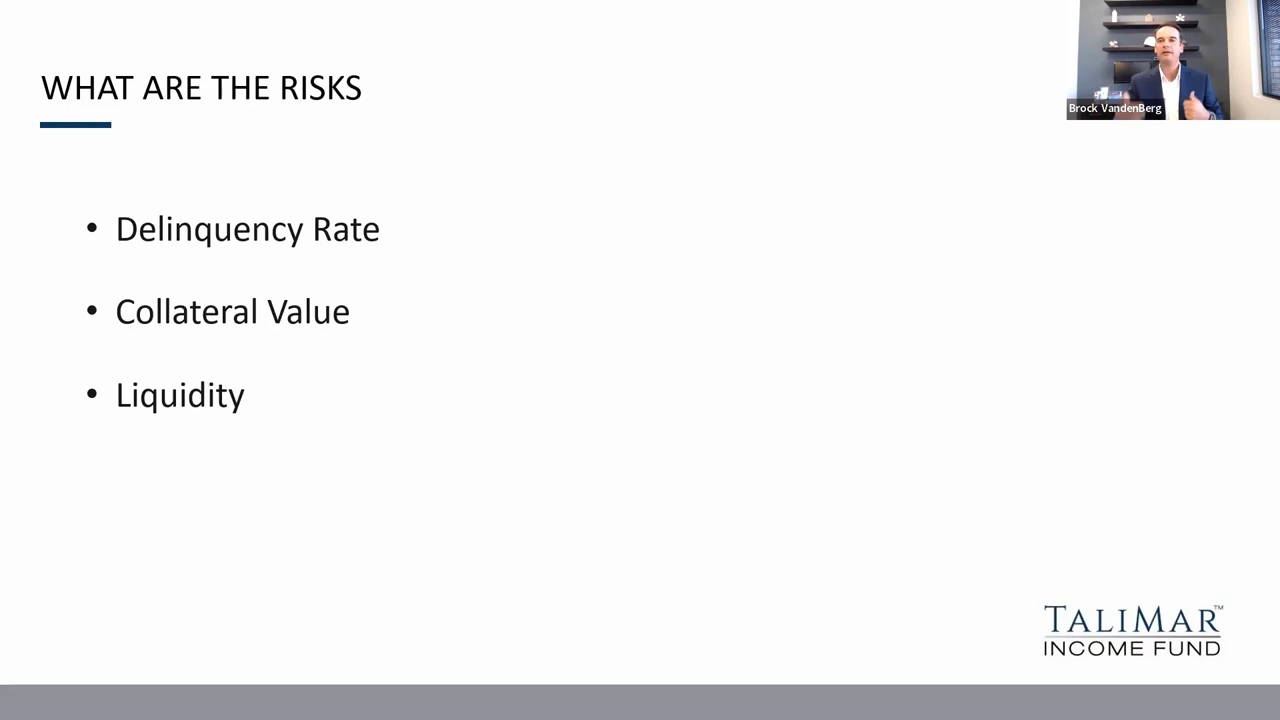 WHAT ARE THE RISKS
Brock VandenBerg
• Delinquency Rate
• Collateral Value
• Liquidity
TALIMAR™
INCOME FUND